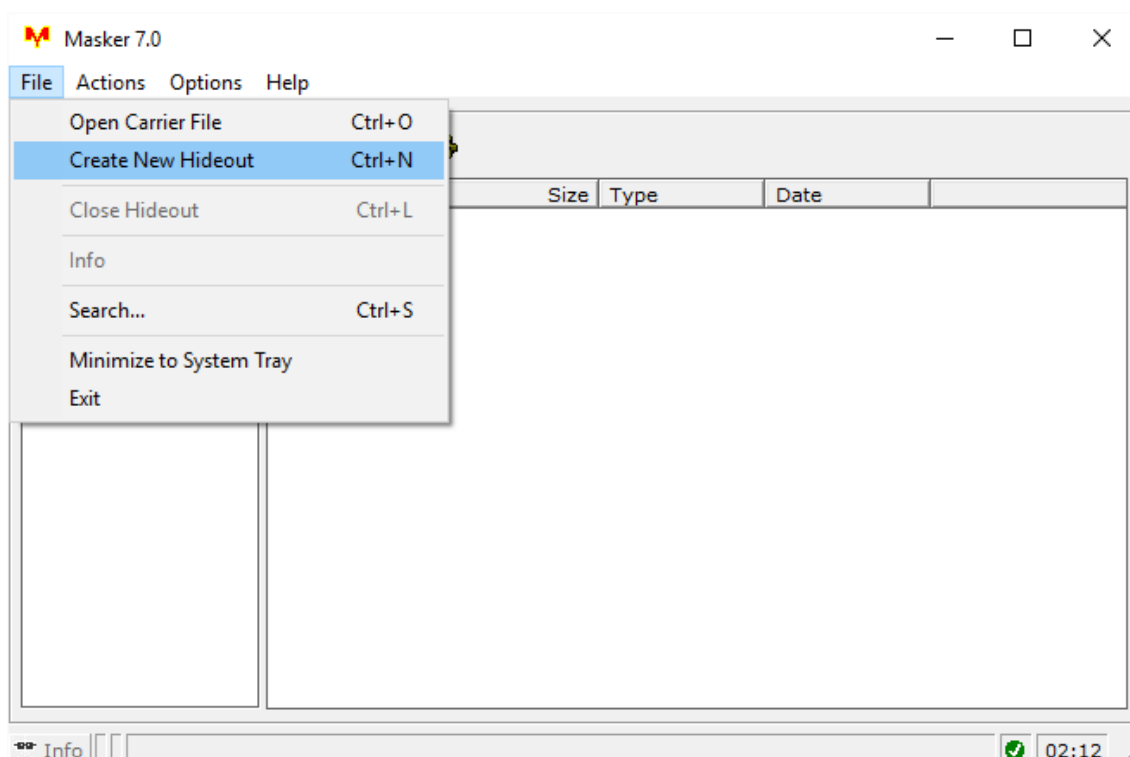 Masker 7.0
File Actions Options Help
Open Carrier File Ctrl+O
Create New Hideout Ctrl+N
Close Hideout Ctrl+L
Info
Search... Ctrl+S
Minimize to System Tray
Exit
Size Type Date
Info 02:12